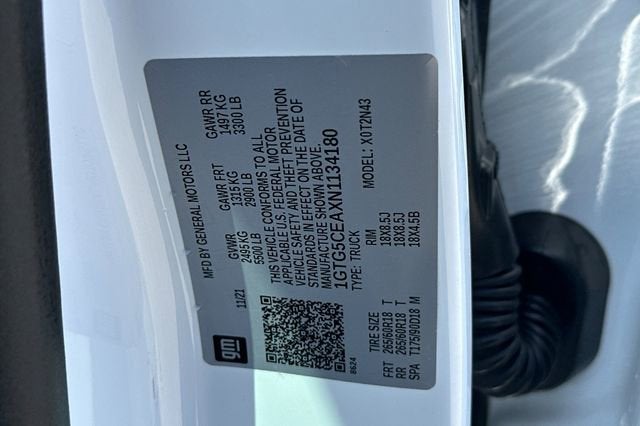 gm
MFD BY GENERAL MOTORS LLC
11/21 GVWR GAWR FRT GAWR RR
2495 KG 1315 KG 1497 KG
5500 LB 2900 LB 3300 LB
THIS VEHICLE CONFORMS TO ALL
APPLICABLE U.S. FEDERAL MOTOR
VEHICLE SAFETY, AND THEFT PREVENTION
STANDARDS IN EFFECT ON THE DATE OF
MANUFACTURE SHOWN ABOVE.
1GTG5CEAXN1134180
TYPE: TRUCK MODEL: X0T2N43
8624
TIRE SIZE RIM
FRT 265/60R18 T 18X8.5J
RR 265/60R18 T 18X8.5J
SPA T175/90D18 M 18X4.5B